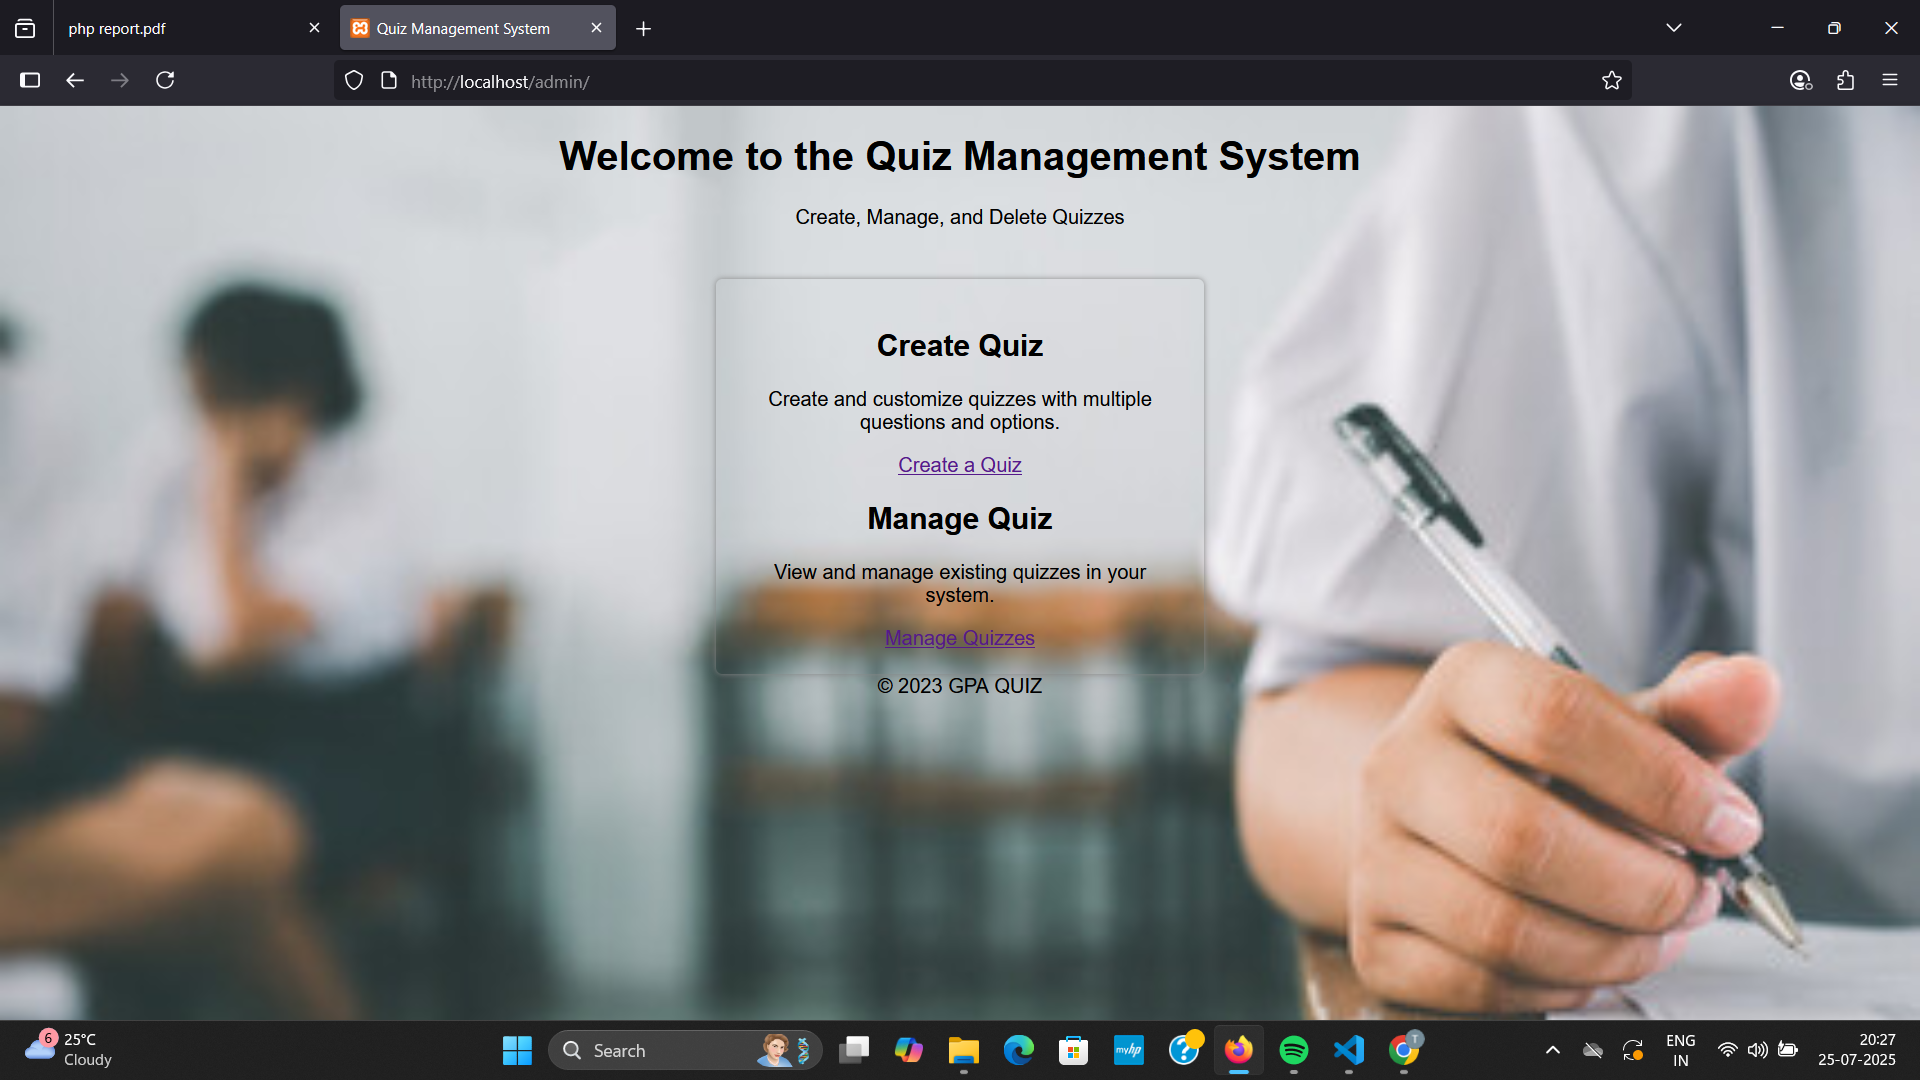 php report.pdf
Quiz Management System
http://localhost/admin/
Welcome to the Quiz Management System
Create, Manage, and Delete Quizzes
Create Quiz
Create and customize quizzes with multiple
questions and options.
Create a Quiz
Manage Quiz
View and manage existing quizzes in your
system.
Manage Quizzes
© 2023 GPA QUIZ
6
25°C
Cloudy
Search
myhp
T
ENG
IN
20:27
25-07-2025